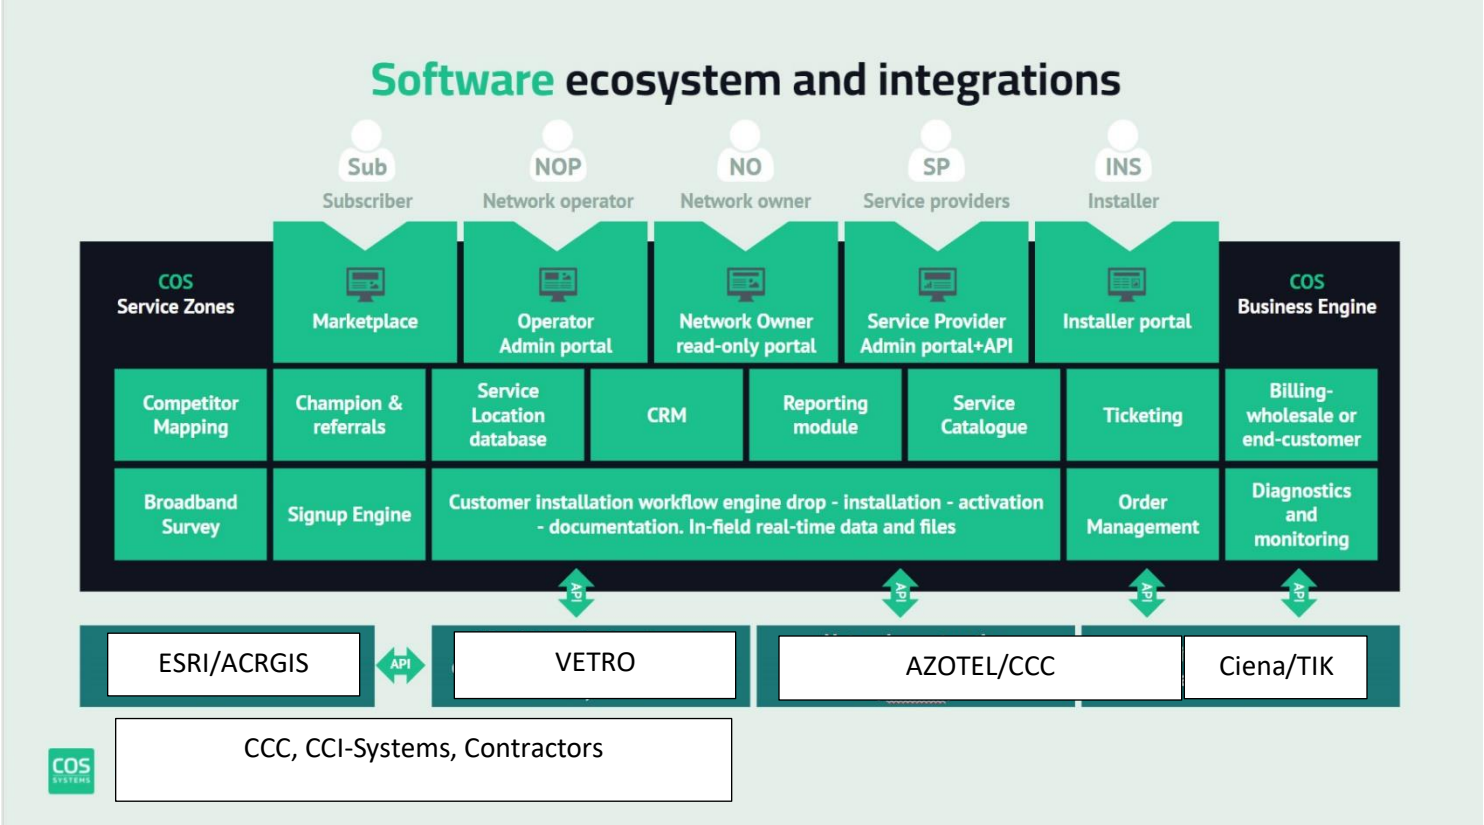 Software ecosystem and integrations
Sub
NOP
NO
SP
INS
Subscriber
Network operator
Network owner
Service providers
Installer
COS
Service Zones
Marketplace
Operator
Admin portal
Network Owner
read-only portal
Service Provider
Admin portal+API
Installer portal
COS
Business Engine
Competitor
Mapping
Champion &
referrals
Service
Location
database
CRM
Reporting
module
Service
Catalogue
Ticketing
Billing-
wholesale or
end-customer
Broadband
Survey
Signup Engine
Customer installation workflow engine drop - installation - activation
- documentation. In-field real-time data and files
Order
Management
Diagnostics
and
monitoring
API
API
API
API
ESRI/ACRGIS
API
VETRO
AZOTEL/CCC
Ciena/TIK
CCC, CCI-Systems, Contractors
COS
SYSTEMS